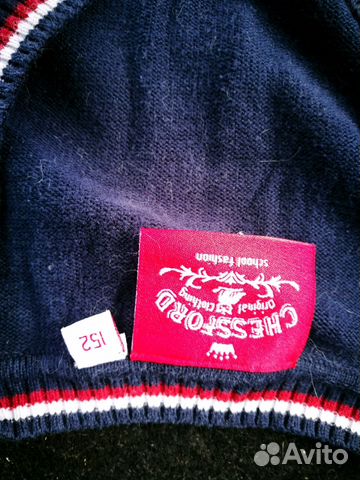 CHESSFORD
Original Clothing
school fashion
152
Avito